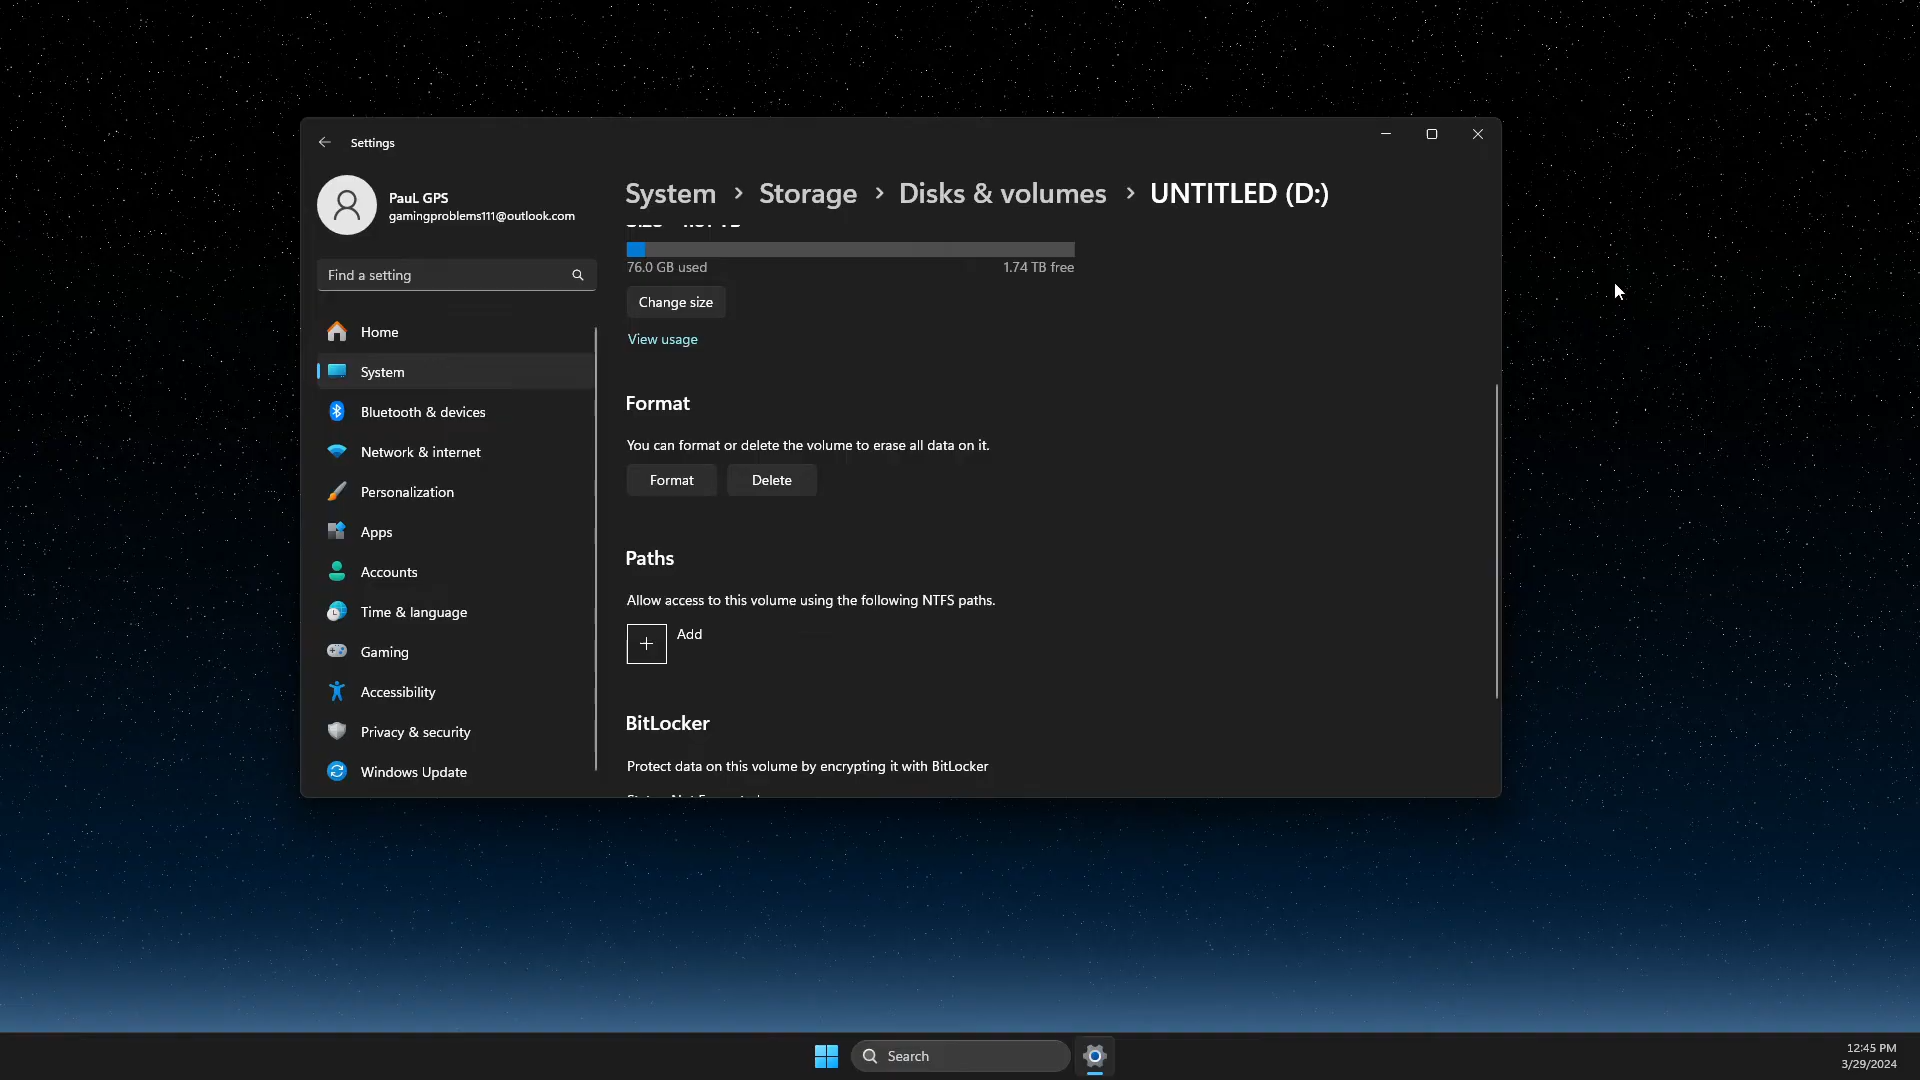 Settings
PauL GPS
gamingproblems111@outlook.com
Find a setting
Home
System
Bluetooth & devices
Network & internet
Personalization
Apps
Accounts
Time & language
Gaming
Accessibility
Privacy & security
Windows Update
System > Storage > Disks & volumes > UNTITLED (D:)
76.0 GB used
1.74 TB free
Change size
View usage
Format
You can format or delete the volume to erase all data on it.
Format
Delete
Paths
Allow access to this volume using the following NTFS paths.
Add
BitLocker
Protect data on this volume by encrypting it with BitLocker
Search
12:45 PM
3/29/2024